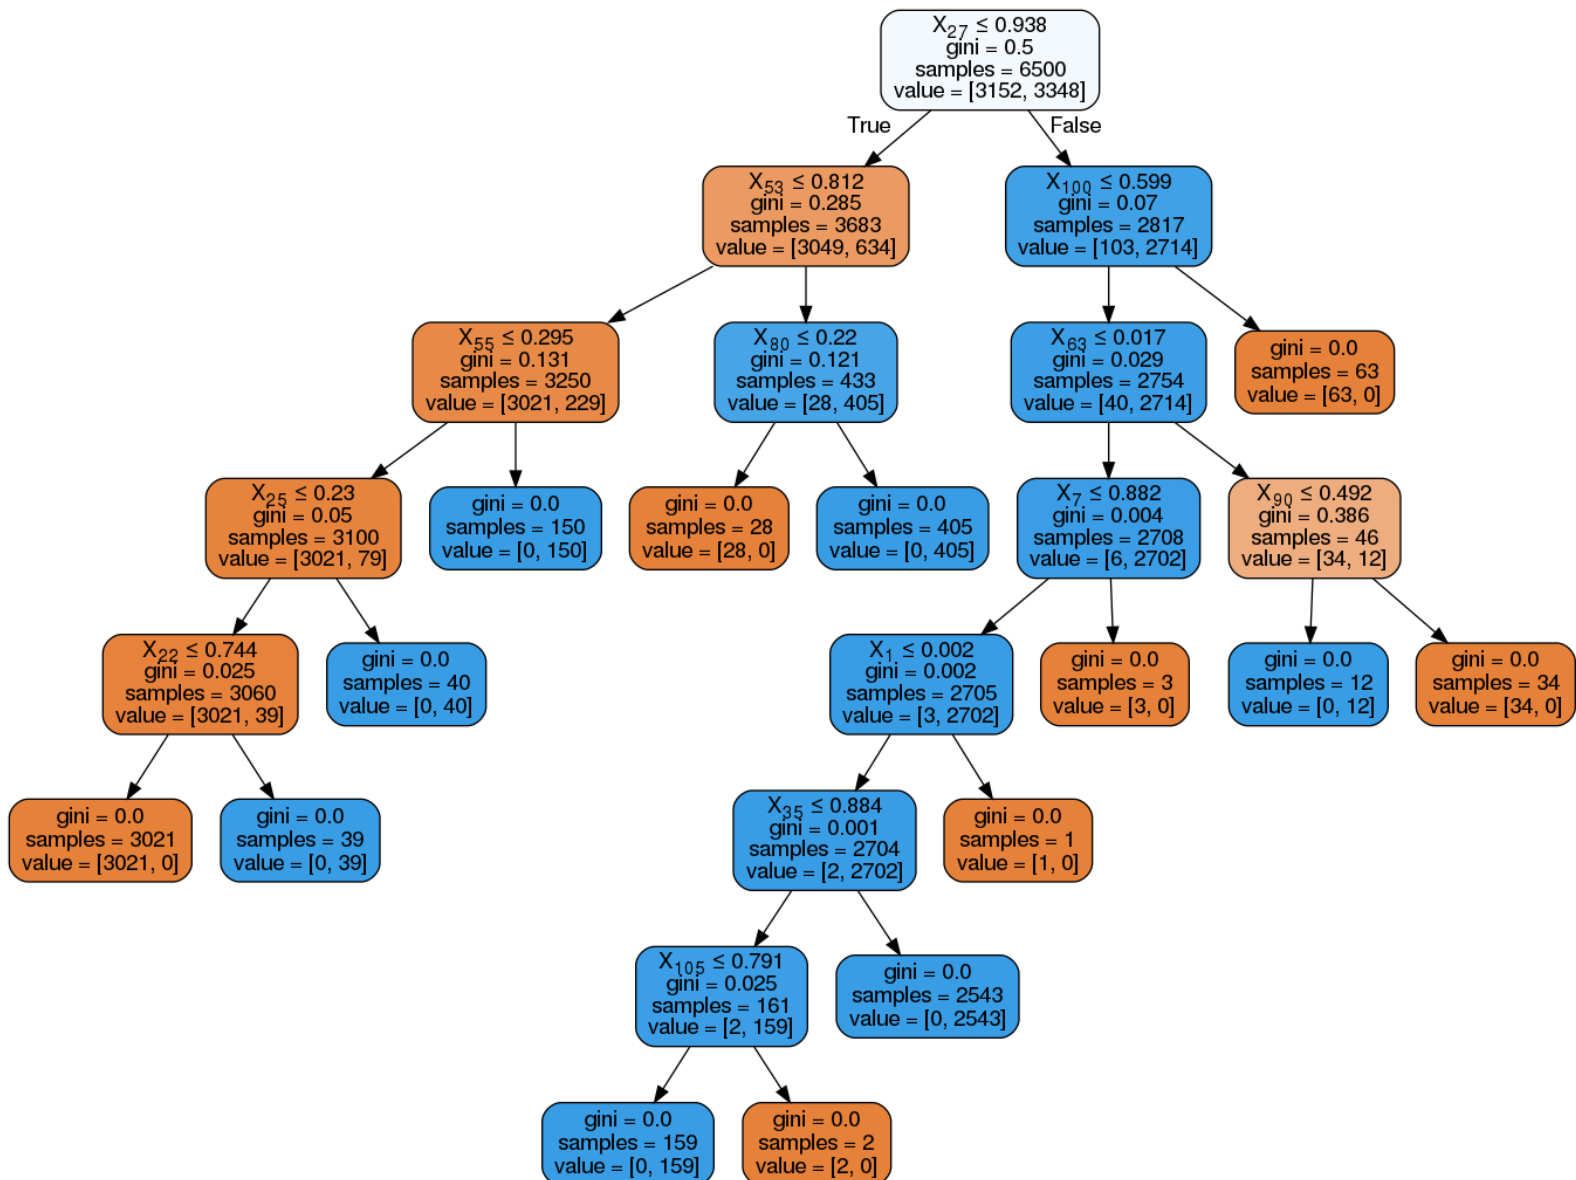 X27 ≤ 0.938
gini = 0.5
samples = 6500
value = [3152, 3348]
True
False
X53 ≤ 0.812
gini = 0.285
samples = 3683
value = [3049, 634]
X100 ≤ 0.599
gini = 0.07
samples = 2817
value = [103, 2714]
X55 ≤ 0.295
gini = 0.131
samples = 3250
value = [3021, 229]
X80 ≤ 0.22
gini = 0.121
samples = 433
value = [28, 405]
X63 ≤ 0.017
gini = 0.029
samples = 2754
value = [40, 2714]
gini = 0.0
samples = 63
value = [63, 0]
X25 ≤ 0.23
gini = 0.05
samples = 3100
value = [3021, 79]
gini = 0.0
samples = 150
value = [0, 150]
gini = 0.0
samples = 28
value = [28, 0]
gini = 0.0
samples = 405
value = [0, 405]
X7 ≤ 0.882
gini = 0.004
samples = 2708
value = [6, 2702]
X90 ≤ 0.492
gini = 0.386
samples = 46
value = [34, 12]
X22 ≤ 0.744
gini = 0.025
samples = 3060
value = [3021, 39]
gini = 0.0
samples = 40
value = [0, 40]
X1 ≤ 0.002
gini = 0.002
samples = 2705
value = [3, 2702]
gini = 0.0
samples = 3
value = [3, 0]
gini = 0.0
samples = 12
value = [0, 12]
gini = 0.0
samples = 34
value = [34, 0]
gini = 0.0
samples = 3021
value = [3021, 0]
gini = 0.0
samples = 39
value = [0, 39]
X35 ≤ 0.884
gini = 0.001
samples = 2704
value = [2, 2702]
gini = 0.0
samples = 1
value = [1, 0]
X105 ≤ 0.791
gini = 0.025
samples = 161
value = [2, 159]
gini = 0.0
samples = 2543
value = [0, 2543]
gini = 0.0
samples = 159
value = [0, 159]
gini = 0.0
samples = 2
value = [2, 0]